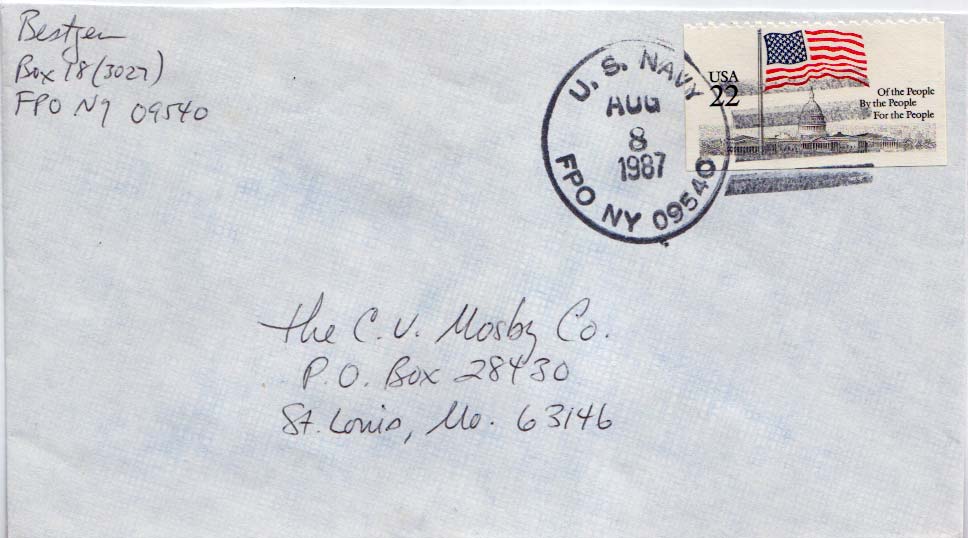 Bestgen
Box 18 (3027)
FPO NY 09540
U. S. NAVY
AUG
8
1987
FPO NY 09540
USA
22
Of the People
By the People
For the People
the C. V. Mosby Co.
P.O. Box 28430
St. Louis, Mo. 63146